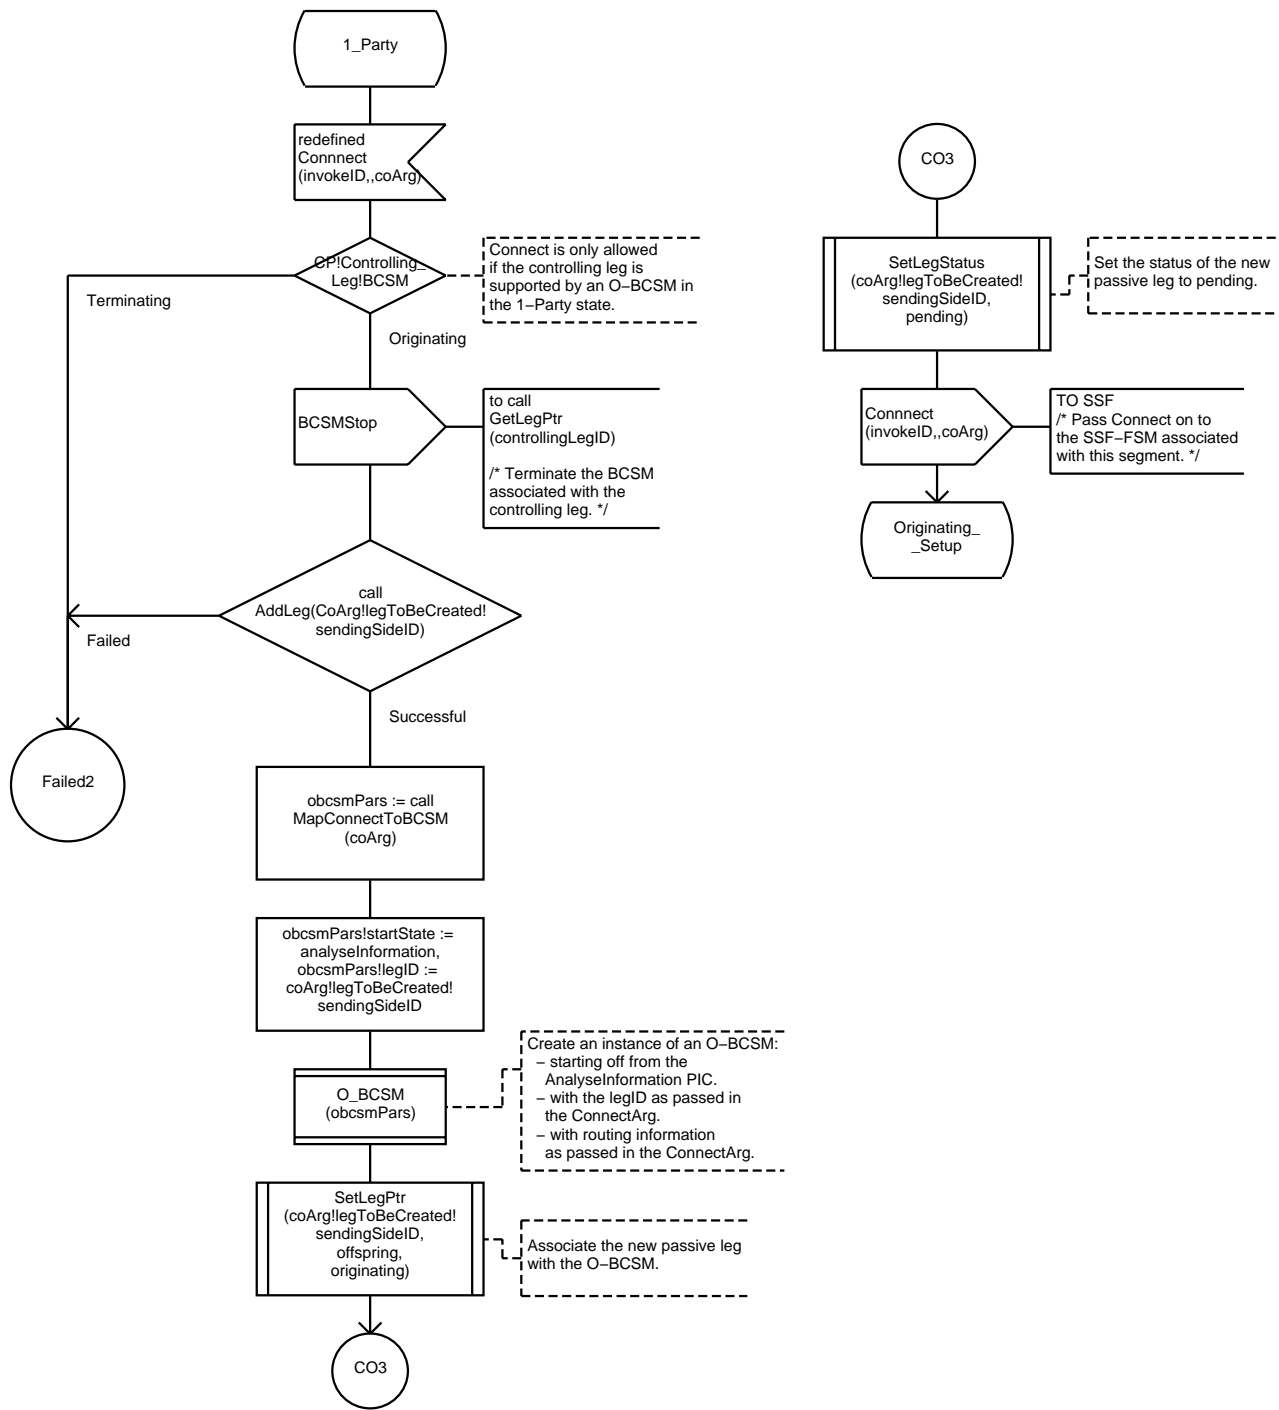 1_Party
redefined
Connnect
(invokeID,,coArg)
CP!Controlling_
Leg!BCSM
Connect is only allowed
if the controlling leg is
supported by an O–BCSM in
the 1–Party state.
Terminating
Originating
BCSMStop
to call
GetLegPtr
(controllingLegID)
/* Terminate the BCSM
associated with the
controlling leg. */
call
AddLeg(CoArg!legToBeCreated!
sendingSideID)
Failed
Successful
Failed2
obcsmPars := call
MapConnectToBCSM
(coArg)
obcsmPars!startState :=
analyseInformation,
obcsmPars!legID :=
coArg!legToBeCreated!
sendingSideID
O_BCSM
(obcsmPars)
Create an instance of an O–BCSM:
– starting off from the
AnalyseInformation PIC.
– with the legID as passed in
the ConnectArg.
– with routing information
as passed in the ConnectArg.
SetLegPtr
(coArg!legToBeCreated!
sendingSideID,
offspring,
originating)
Associate the new passive leg
with the O–BCSM.
CO3
CO3
SetLegStatus
(coArg!legToBeCreated!
sendingSideID,
pending)
Set the status of the new
passive leg to pending.
Connnect
(invokeID,,coArg)
TO SSF
/* Pass Connect on to
the SSF–FSM associated
with this segment. */
Originating_
_Setup